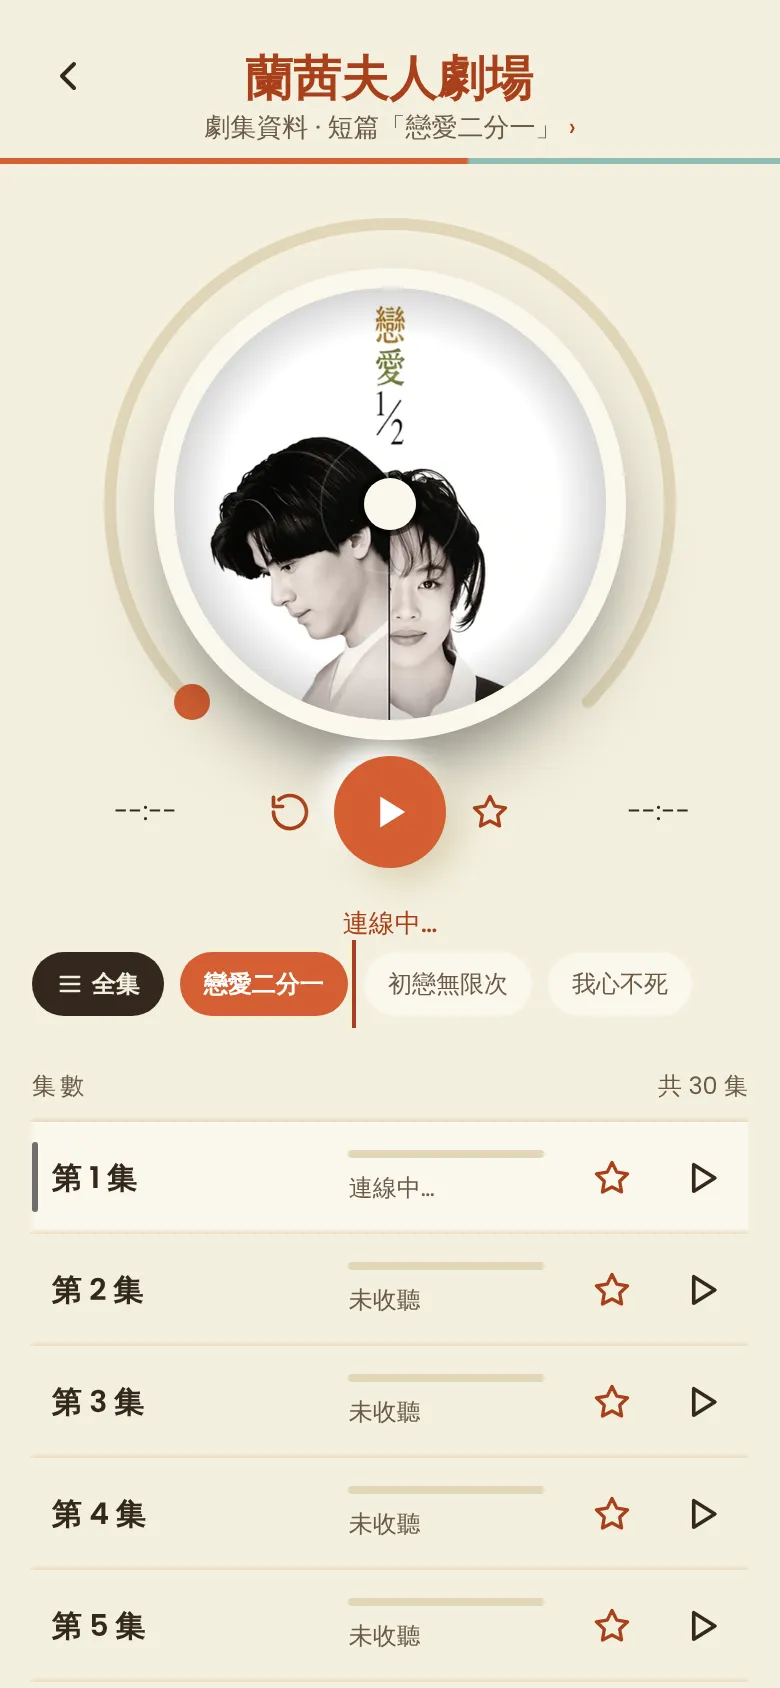 蘭茜夫人劇場
劇集資料 · 短篇「戀愛二分一」 ›
戀愛1/2
--:-- --:--
連線中…
全集 戀愛二分一 初戀無限次 我心不死
集數 共 30 集
第 1 集 連線中…
第 2 集 未收聽
第 3 集 未收聽
第 4 集 未收聽
第 5 集 未收聽